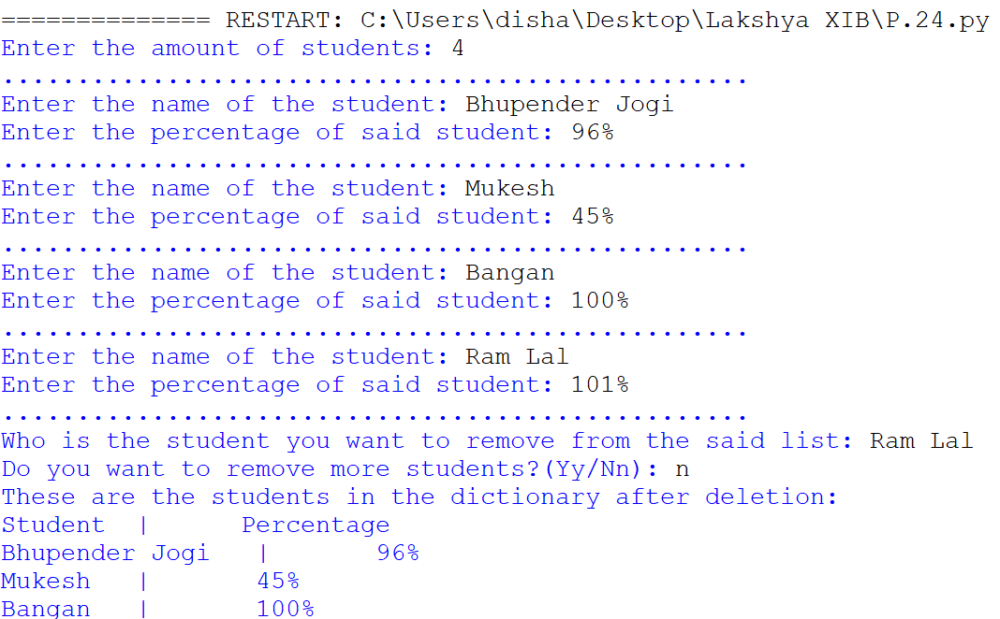 ============== RESTART: C:\Users\disha\Desktop\Lakshya XIB\P.24.py
Enter the amount of students: 4
..................................................
Enter the name of the student: Bhupender Jogi
Enter the percentage of said student: 96%
..................................................
Enter the name of the student: Mukesh
Enter the percentage of said student: 45%
..................................................
Enter the name of the student: Bangan
Enter the percentage of said student: 100%
..................................................
Enter the name of the student: Ram Lal
Enter the percentage of said student: 101%
..................................................
Who is the student you want to remove from the said list: Ram Lal
Do you want to remove more students?(Yy/Nn): n
These are the students in the dictionary after deletion:
Student  |      Percentage
Bhupender Jogi   |       96%
Mukesh   |       45%
Bangan   |       100%